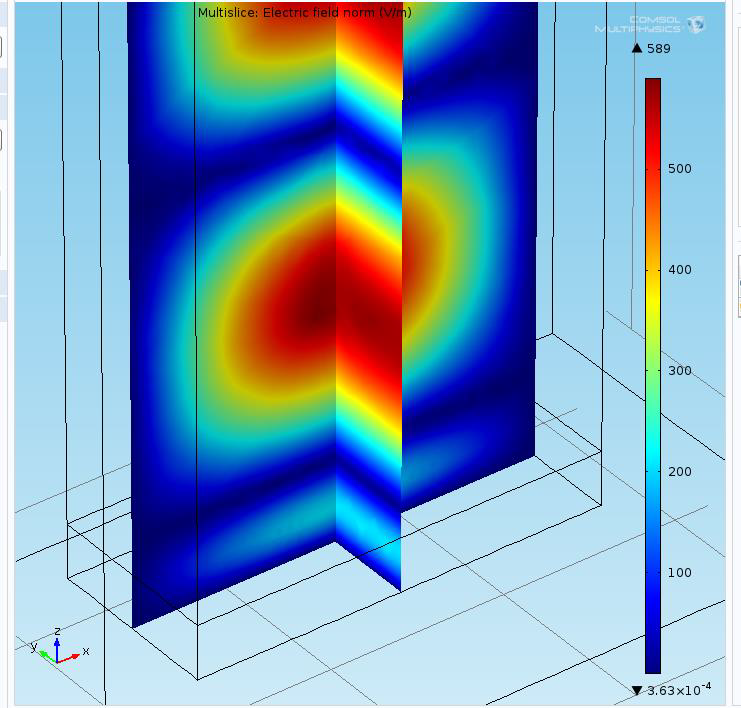 Multislice: Electric field norm (V/m)
COMSOL
MULTIPHYSICS®
▲ 589
500
400
300
200
100
▼ 3.63×10⁻⁴
z
y
x